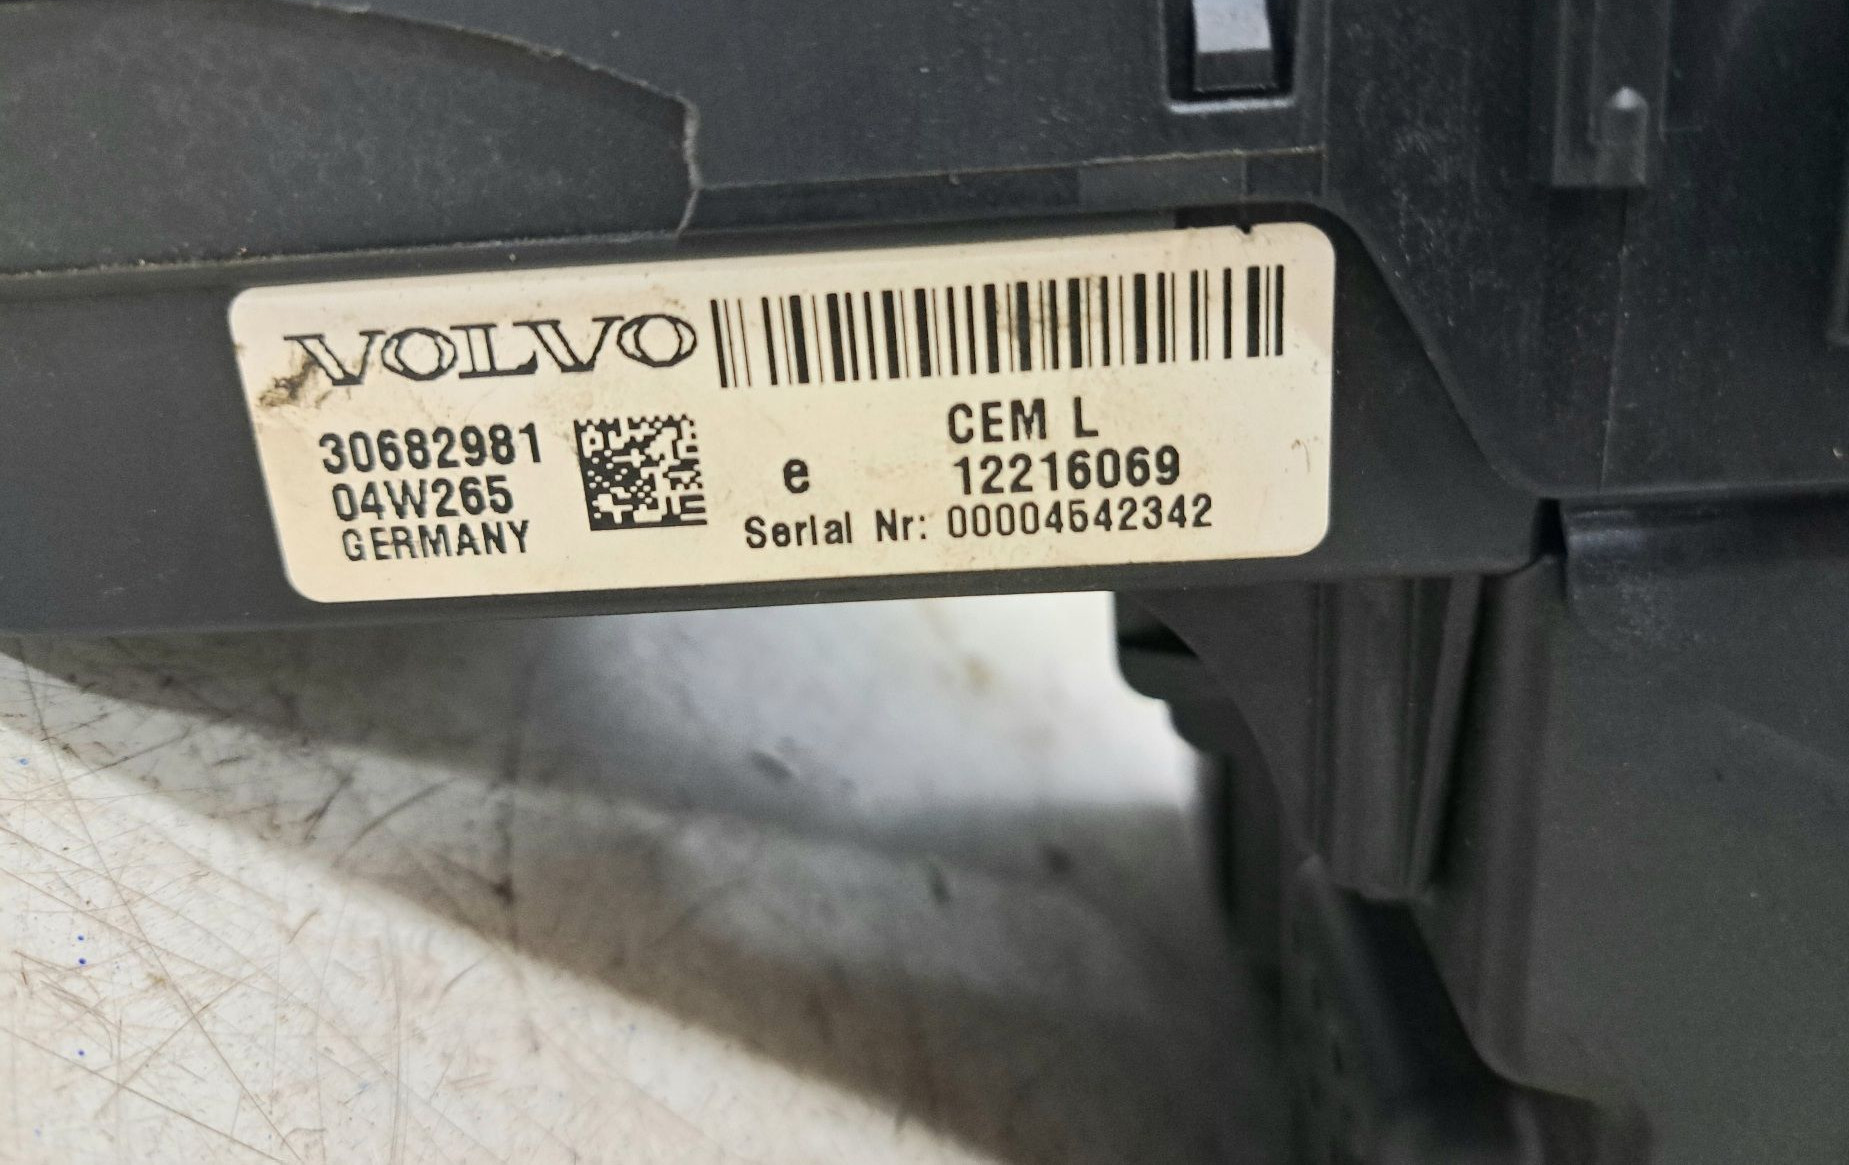 VOLVO
30682981
04W265
GERMANY
e
CEM L
12216069
Serial Nr: 00004542342